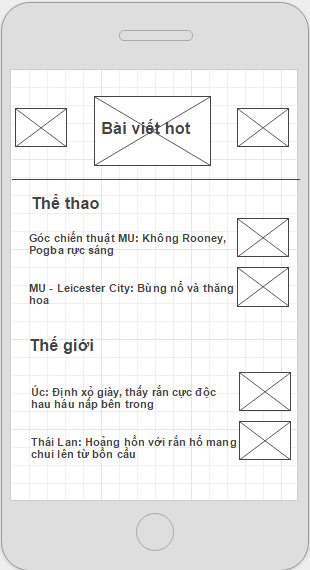 Bài viết hot
Thể thao
Góc chiến thuật MU: Không Rooney,
Pogba rực sáng
MU - Leicester City: Bùng nổ và thăng
hoa
Thế giới
Úc: Định xỏ giày, thấy rắn cực độc
hau háu nấp bên trong
Thái Lan: Hoảng hồn với rắn hổ mang
chui lên từ bồn cầu